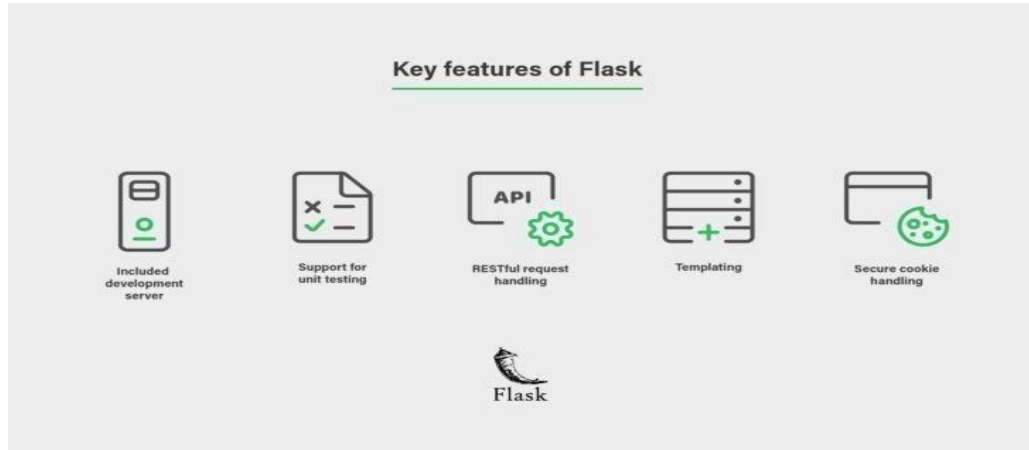 Key features of Flask
API
Included
development
server
Support for
unit testing
RESTful request
handling
Templating
Secure cookie
handling
Flask